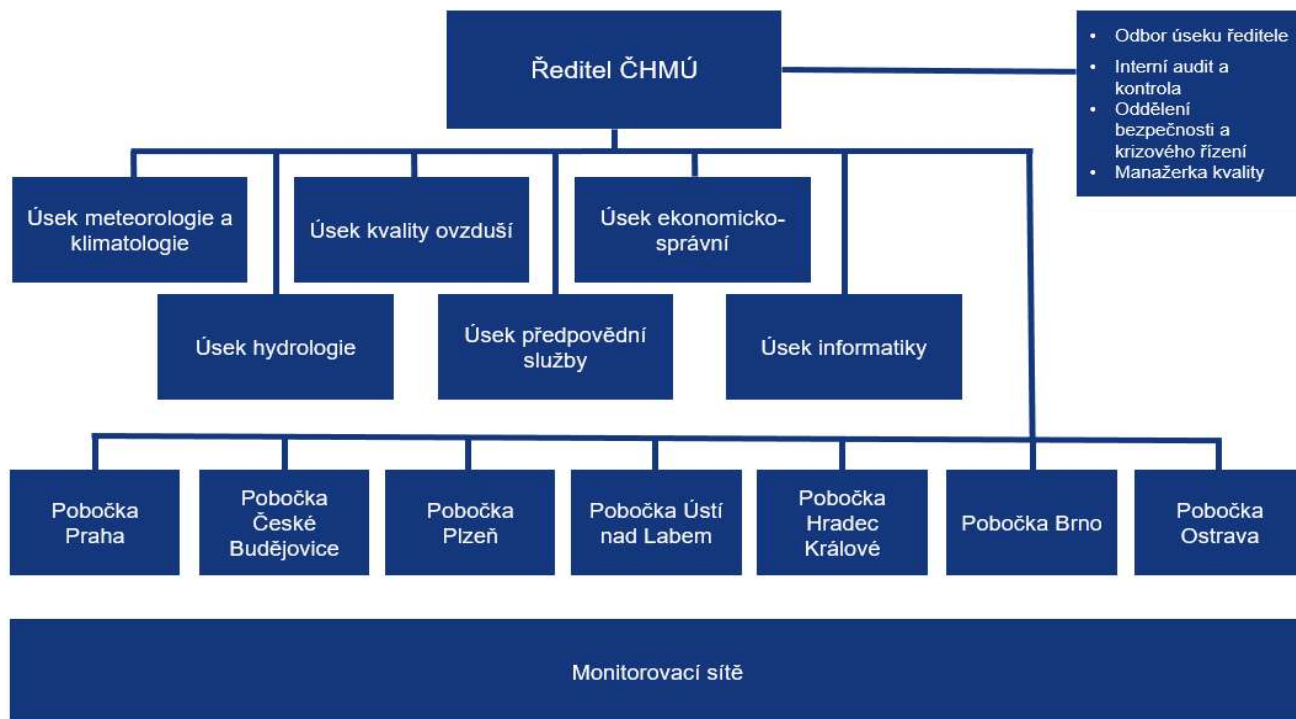 Ředitel ČHMÚ
• Odbor úseku ředitele
• Interní audit a
kontrola
• Oddělení
bezpečnosti a
krizového řízení
• Manažerka kvality
Úsek meteorologie a
klimatologie
Úsek kvality ovzduší
Úsek ekonomicko-
správní
Úsek hydrologie
Úsek předpovědní
služby
Úsek informatiky
Pobočka
Praha
Pobočka
České
Budějovice
Pobočka
Plzeň
Pobočka Ústí
nad Labem
Pobočka
Hradec
Králové
Pobočka Brno
Pobočka
Ostrava
Monitorovací sítě